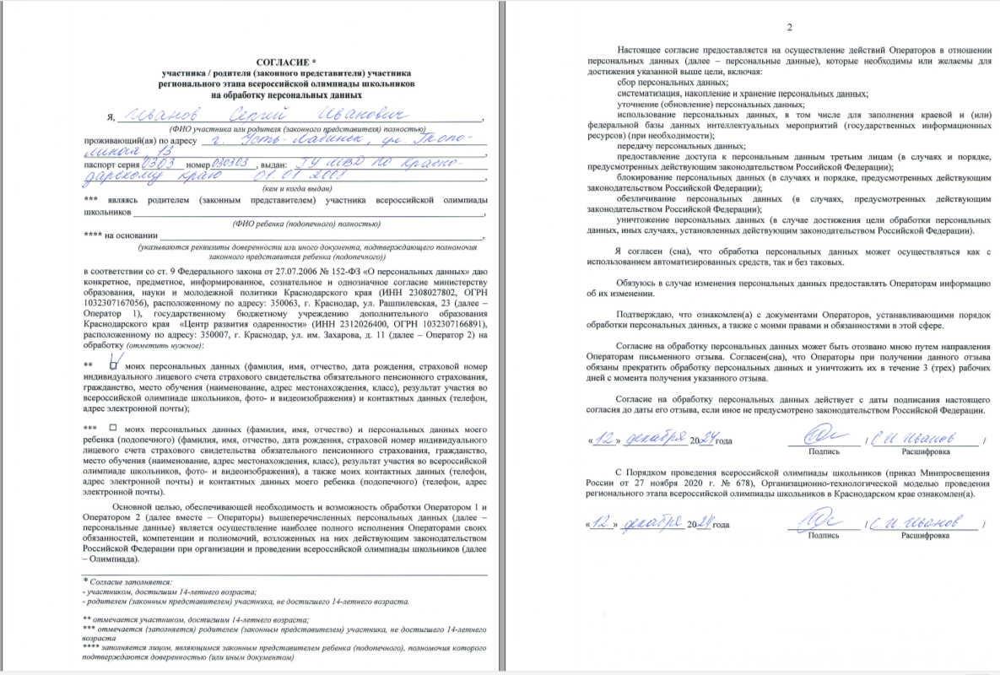 СОГЛАСИЕ *
участника / родителя (законного представителя) участника
регионального этапа всероссийской олимпиады школьников
на обработку персональных данных
Я, Иванов Сергій Иванович ,
(ФИО участника или родителя (законного представителя) полностью)
проживающий(ая) по адресу г. Усть-Лабинск, ул. Тополиная 13 ,
паспорт серия 0303 номер 030303, выдан: ГУ МВД по Красно-
дарскому краю 01 01 2008 ,
(кем и когда выдан)
*** являясь родителем (законным представителем) участника всероссийской олимпиады
школьников ,
(ФИО ребенка (подопечного) полностью)
**** на основании ,
(указываются реквизиты доверенности или иного документа, подтверждающего полномочия
законного представителя ребенка (подопечного))
в соответствии со ст. 9 Федерального закона от 27.07.2006 № 152-ФЗ «О персональных данных» даю
конкретное, предметное, информированное, сознательное и однозначное согласие министерству
образования, науки и молодежной политики Краснодарского края (ИНН 2308027802, ОГРН
1032307167056), расположенному по адресу: 350063, г. Краснодар, ул. Рашпилевская, 23 (далее –
Оператор 1), государственному бюджетному учреждению дополнительного образования
Краснодарского края «Центр развития одаренности» (ИНН 2312026400, ОГРН 1032307166891),
расположенному по адресу: 350007, г. Краснодар, ул. им. Захарова, д. 11 (далее – Оператор 2) на
обработку (отметить нужное):
** ☑ моих персональных данных (фамилия, имя, отчество, дата рождения, страховой номер
индивидуального лицевого счета страхового свидетельства обязательного пенсионного страхования,
гражданство, место обучения (наименование, адрес местонахождения, класс), результат участия во
всероссийской олимпиаде школьников, фото- и видеоизображения) и контактных данных (телефон,
адрес электронной почты);
*** ☐ моих персональных данных (фамилия, имя, отчество) и персональных данных моего
ребенка (подопечного) (фамилия, имя, отчество, дата рождения, страховой номер индивидуального
лицевого счета страхового свидетельства обязательного пенсионного страхования, гражданство,
место обучения (наименование, адрес местонахождения, класс), результат участия во всероссийской
олимпиаде школьников, фото- и видеоизображения), а также моих контактных данных (телефон,
адрес электронной почты) и контактных данных моего ребенка (подопечного) (телефон, адрес
электронной почты).
Основной целью, обеспечивающей необходимость и возможность обработки Оператором 1 и
Оператором 2 (далее вместе – Операторы) вышеперечисленных персональных данных (далее –
персональные данные) является осуществление наиболее полного исполнения Операторами своих
обязанностей, компетенции и полномочий, возложенных на них действующим законодательством
Российской Федерации при организации и проведении всероссийской олимпиады школьников (далее
– Олимпиада).
* Согласие заполняется:
- участником, достигшим 14-летнего возраста;
- родителем (законным представителем) участника, не достигшего 14-летнего возраста.
** отмечается участником, достигшим 14-летнего возраста;
*** отмечается (заполняется) родителем (законным представителем) участника, не достигшего 14-летнего
возраста
**** заполняется лицом, являющимся законным представителем ребенка (подопечного), полномочия которого
подтверждаются доверенностью (или иным документом)
2
Настоящее согласие предоставляется на осуществление действий Операторов в отношении
персональных данных (далее – персональные данные), которые необходимы или желаемы для
достижения указанной выше цели, включая:
сбор персональных данных;
систематизация, накопление и хранение персональных данных;
уточнение (обновление) персональных данных;
использование персональных данных, в том числе для заполнения краевой и (или)
федеральной базы данных интеллектуальных мероприятий (государственных информационных
ресурсов) (при необходимости);
передачу персональных данных;
предоставление доступа к персональным данным третьим лицам (в случаях и порядке,
предусмотренных действующим законодательством Российской Федерации);
блокирование персональных данных (в случаях и порядке, предусмотренных действующим
законодательством Российской Федерации);
обезличивание персональных данных (в случаях, предусмотренных действующим
законодательством Российской Федерации);
уничтожение персональных данных (в случае достижения цели обработки персональных
данных, иных случаях, установленных действующим законодательством Российской Федерации).
Я согласен (сна), что обработка персональных данных может осуществляться как с
использованием автоматизированных средств, так и без таковых.
Обязуюсь в случае изменения персональных данных предоставлять Операторам информацию
об их изменении.
Подтверждаю, что ознакомлен(а) с документами Операторов, устанавливающими порядок
обработки персональных данных, а также с моими правами и обязанностями в этой сфере.
Согласие на обработку персональных данных может быть отозвано мною путем направления
Операторам письменного отзыва. Согласен(сна), что Операторы при получении данного отзыва
обязаны прекратить обработку персональных данных и уничтожить их в течение 3 (трех) рабочих
дней с момента получения указанного отзыва.
Согласие на обработку персональных данных действует с даты подписания настоящего
согласия до даты его отзыва, если иное не предусмотрено законодательством Российской Федерации.
«12» декабря 2024 года / С И Иванов /
Подпись Расшифровка
С Порядком проведения всероссийской олимпиады школьников (приказ Минпросвещения
России от 27 ноября 2020 г. № 678), Организационно-технологической моделью проведения
регионального этапа всероссийской олимпиады школьников в Краснодарском крае ознакомлен(а).
«12» декабря 2024 года / С.И. Иванов /
Подпись Расшифровка